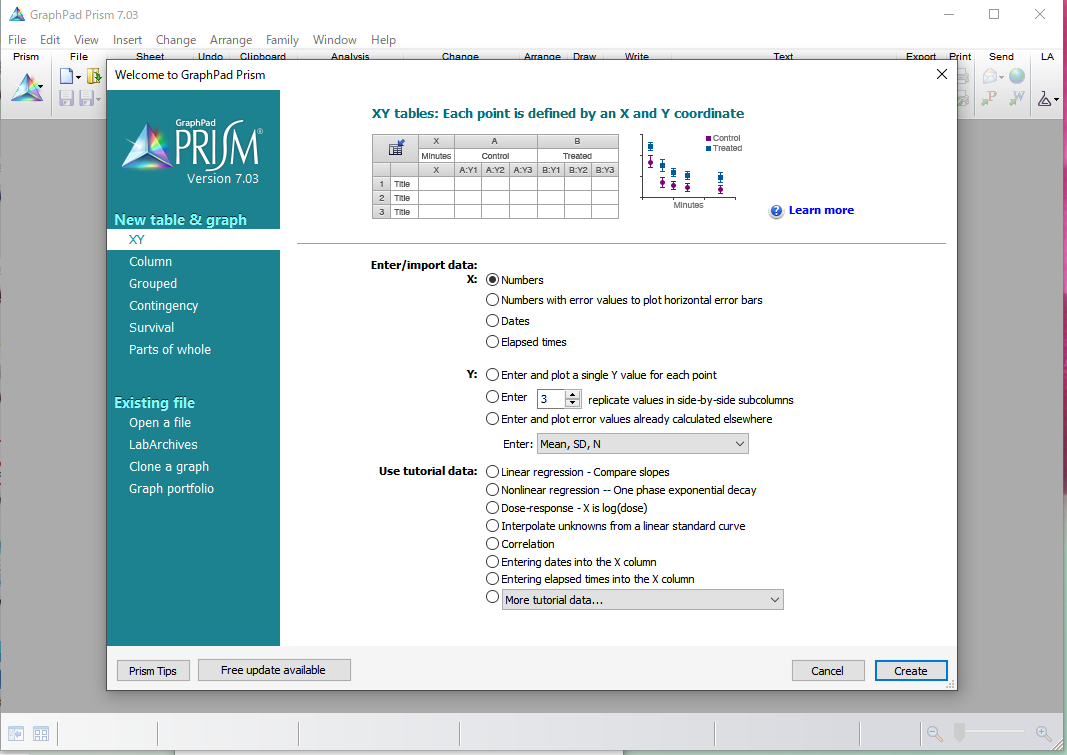 GraphPad Prism 7.03
File Edit View Insert Change Arrange Family Window Help
Prism File Sheet Undo Clipboard Analysis Change Arrange Draw Write Text Export Print Send LA
Welcome to GraphPad Prism
GraphPad
PRISM®
Version 7.03
New table & graph
XY
Column
Grouped
Contingency
Survival
Parts of whole
Existing file
Open a file
LabArchives
Clone a graph
Graph portfolio
XY tables: Each point is defined by an X and Y coordinate
X A B
Minutes Control Treated
X A:Y1 A:Y2 A:Y3 B:Y1 B:Y2 B:Y3
1 Title
2 Title
3 Title
Control
Treated
Minutes
? Learn more
Enter/import data:
X: Numbers
Numbers with error values to plot horizontal error bars
Dates
Elapsed times
Y: Enter and plot a single Y value for each point
Enter 3 replicate values in side-by-side subcolumns
Enter and plot error values already calculated elsewhere
Enter: Mean, SD, N
Use tutorial data: Linear regression - Compare slopes
Nonlinear regression -- One phase exponential decay
Dose-response - X is log(dose)
Interpolate unknowns from a linear standard curve
Correlation
Entering dates into the X column
Entering elapsed times into the X column
More tutorial data...
Prism Tips Free update available Cancel Create